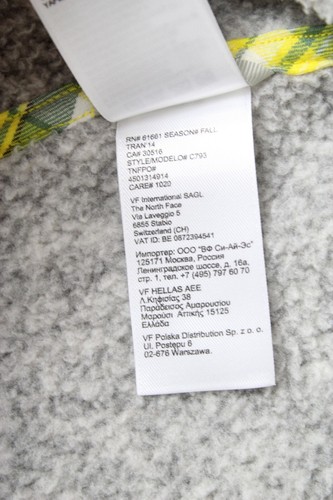 RN# 61661 SEASON# FALL
TRAN'14
CA# 30516
STYLE/MODELO# C793
TNFPO#
4501314914
CARE# 1020
VF International SAGL
The North Face
Via Laveggio 5
6855 Stabio
Switzerland (CH)
VAT ID: BE 0872394541
Импортер: ООО "ВФ Си-Ай-Эс"
125171 Москва, Россия
Ленинградское шоссе, д. 16а,
стр. 1, тел. +7 (495) 797 60 70
VF HELLAS AEE
Λ.Κηφισίας 38
Παράδεισος Αμαρουσίου
Μαρούσι Αττικής 15125
Ελλάδα
VF Polska Distribution Sp. z o. o.
Ul. Postepu 6
02-676 Warszawa.